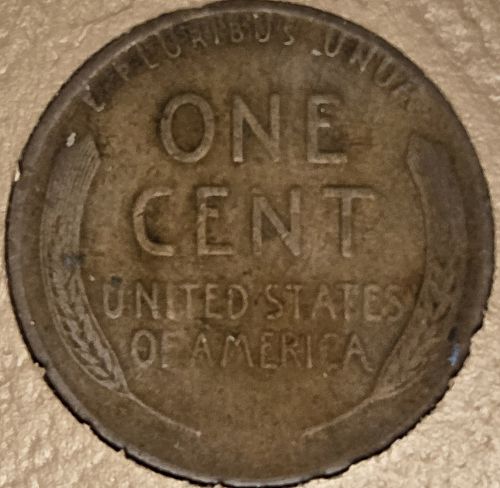 E PLURIBUS UNUM
ONE
CENT
UNITED STATES
OF AMERICA